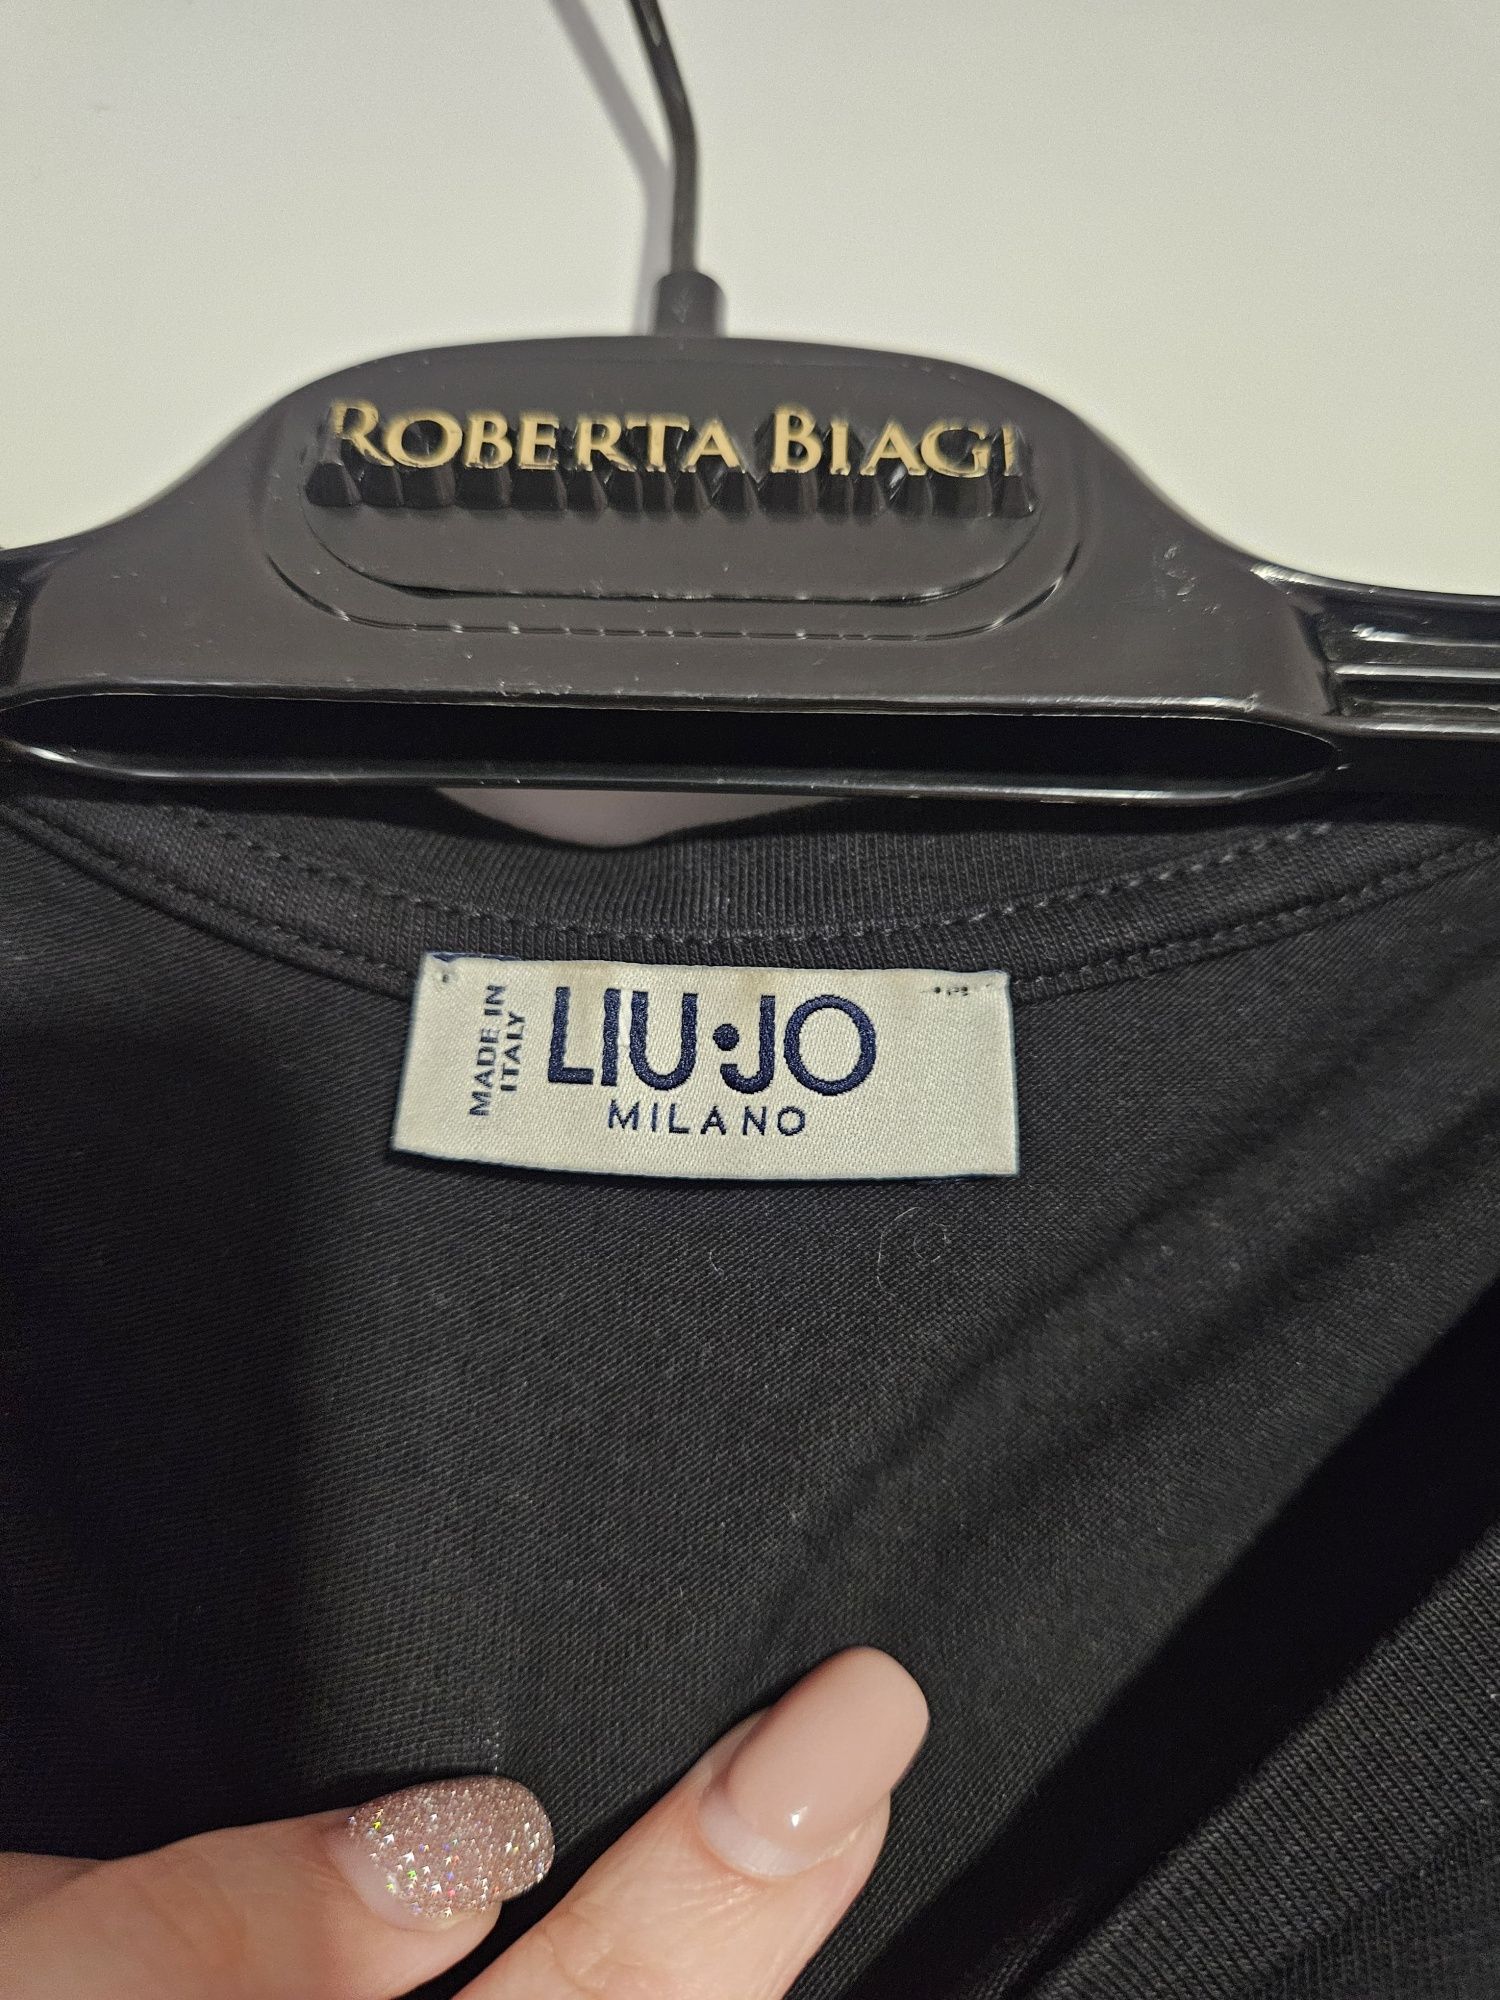 ROBERTA BIAGI
MADE IN
ITALY
LIU•JO
MILANO